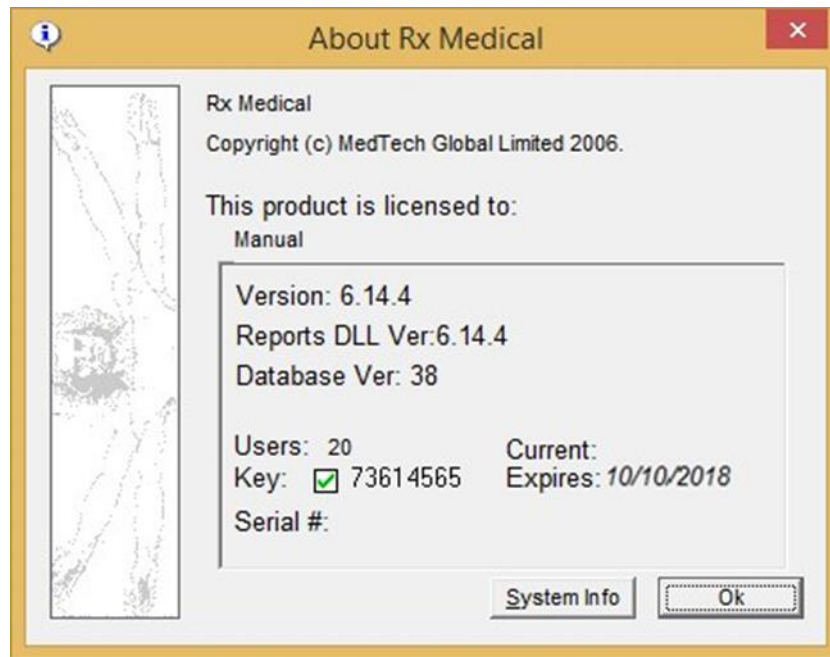 About Rx Medical
Rx Medical
Copyright (c) MedTech Global Limited 2006.
This product is licensed to:
Manual
Version: 6.14.4
Reports DLL Ver:6.14.4
Database Ver: 38
Users: 20 Current:
Key: 73614565 Expires: 10/10/2018
Serial #:
System Info Ok